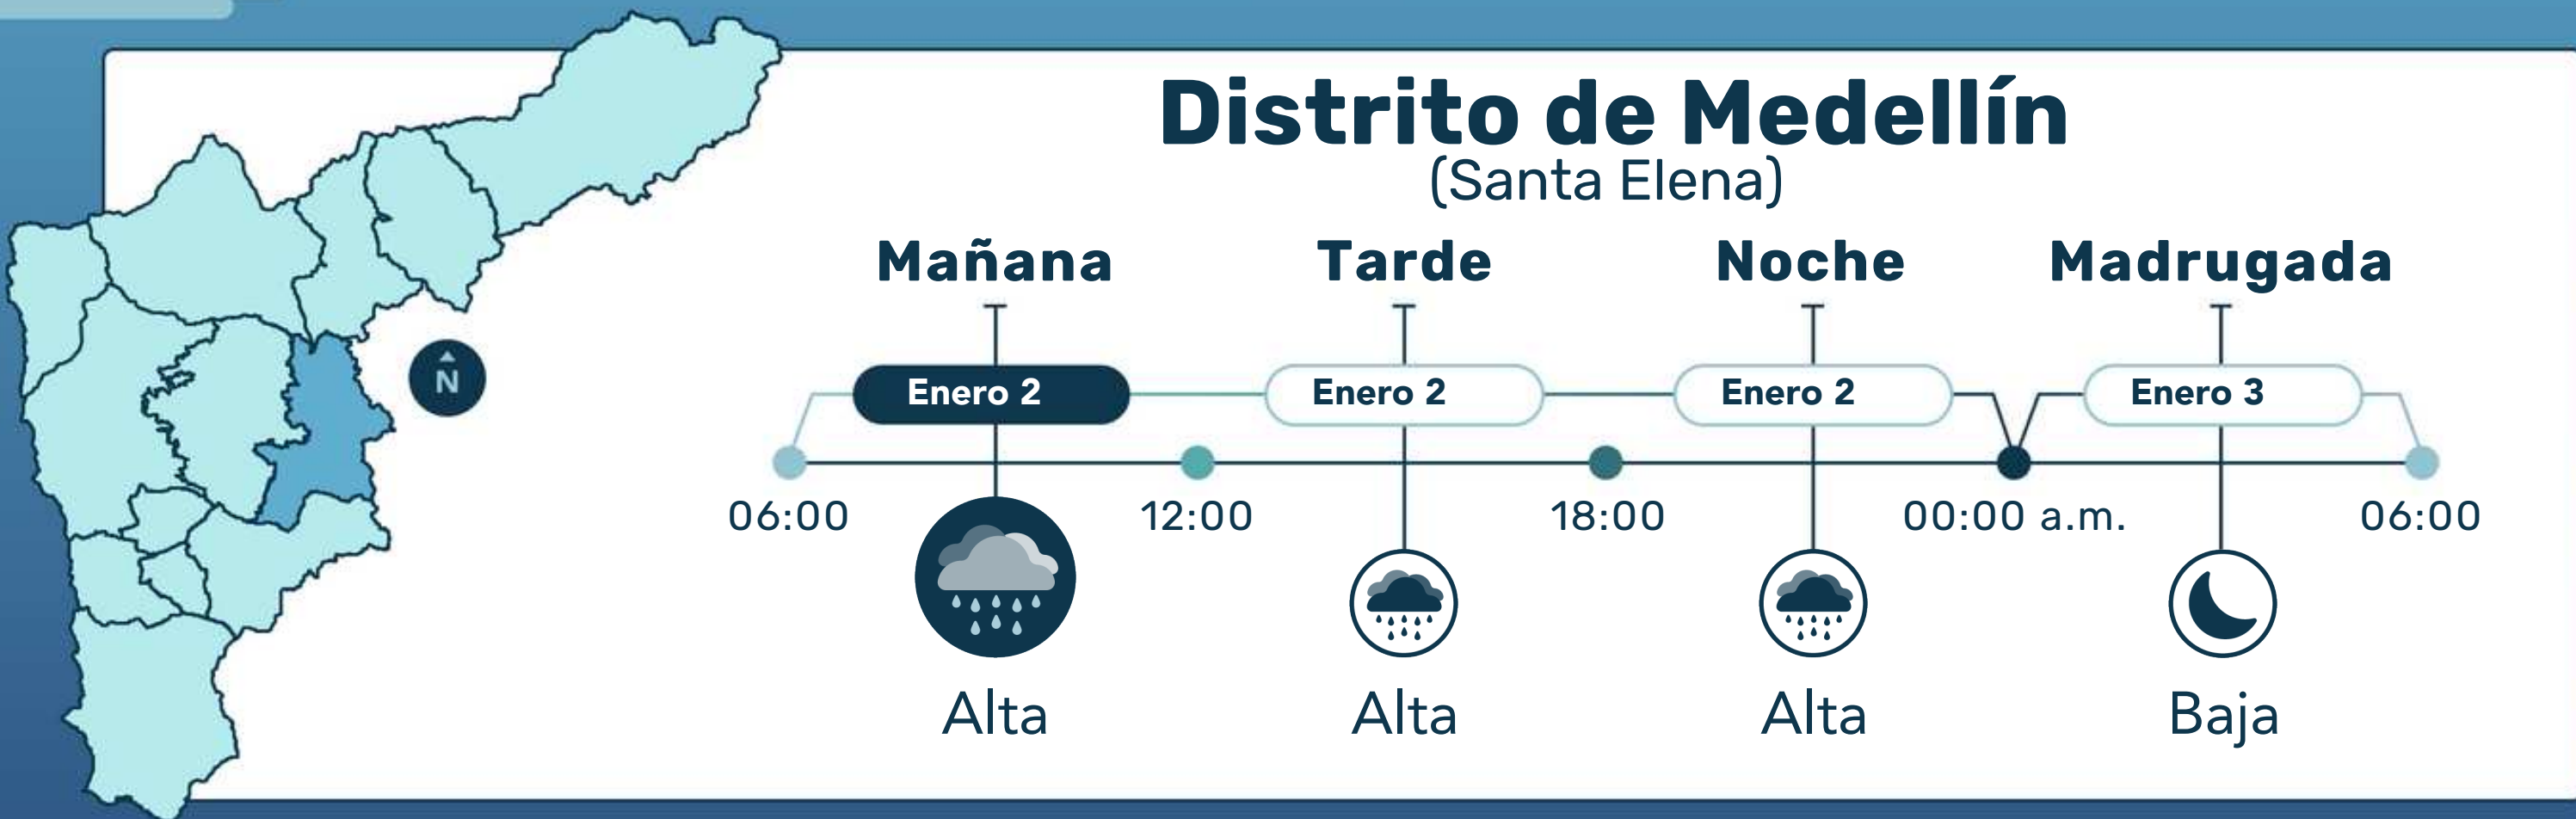 Distrito de Medellín
(Santa Elena)
Mañana Tarde Noche Madrugada
N
Enero 2 Enero 2 Enero 2 Enero 3
06:00 12:00 18:00 00:00 a.m. 06:00
Alta Alta Alta Baja